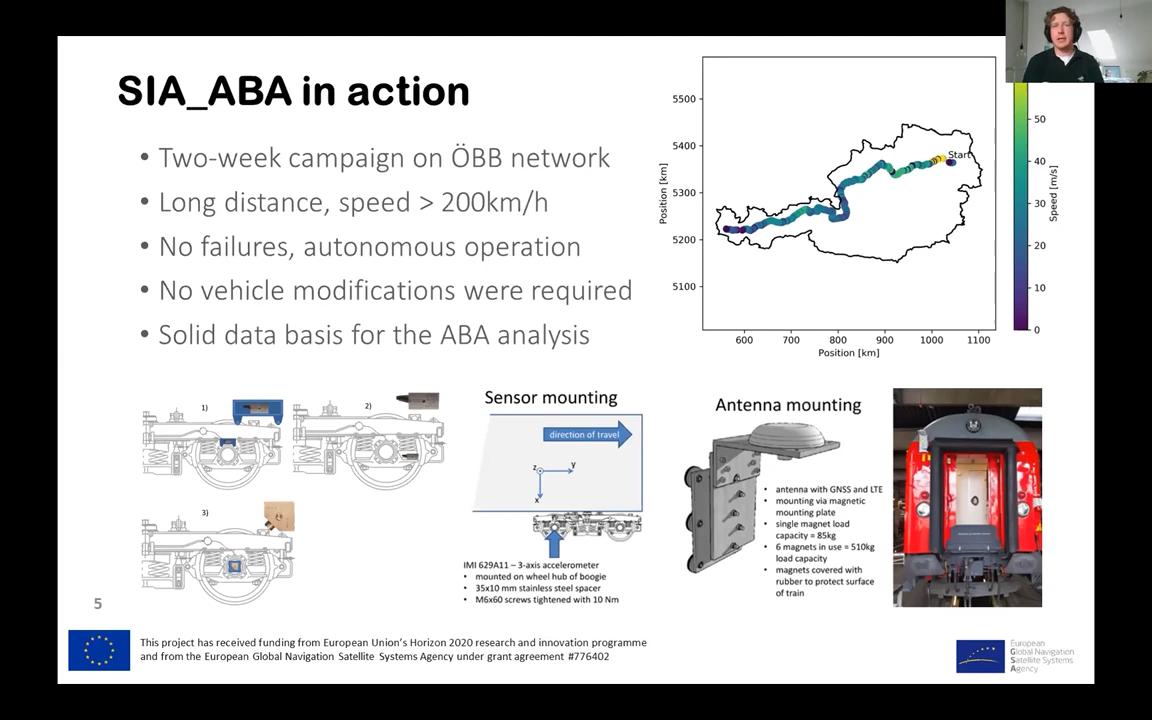 SIA_ABA in action
• Two-week campaign on ÖBB network
• Long distance, speed > 200km/h
• No failures, autonomous operation
• No vehicle modifications were required
• Solid data basis for the ABA analysis
5500
5400
5300
5200
5100
Position [km]
600 700 800 900 1000 1100
Position [km]
Start
50
40
30
20
10
0
Speed [m/s]
1)
2)
3)
Sensor mounting
direction of travel
z
y
x
IMI 629A11 – 3-axis accelerometer
• mounted on wheel hub of boogie
• 35x10 mm stainless steel spacer
• M6x60 screws tightened with 10 Nm
Antenna mounting
• antenna with GNSS and LTE
• mounting via magnetic
mounting plate
• single magnet load
capacity = 85kg
• 6 magnets in use = 510kg
load capacity
• magnets covered with
rubber to protect surface
of train
5
This project has received funding from European Union's Horizon 2020 research and innovation programme
and from the European Global Navigation Satellite Systems Agency under grant agreement #776402
European
Global Navigation
Satellite Systems
Agency